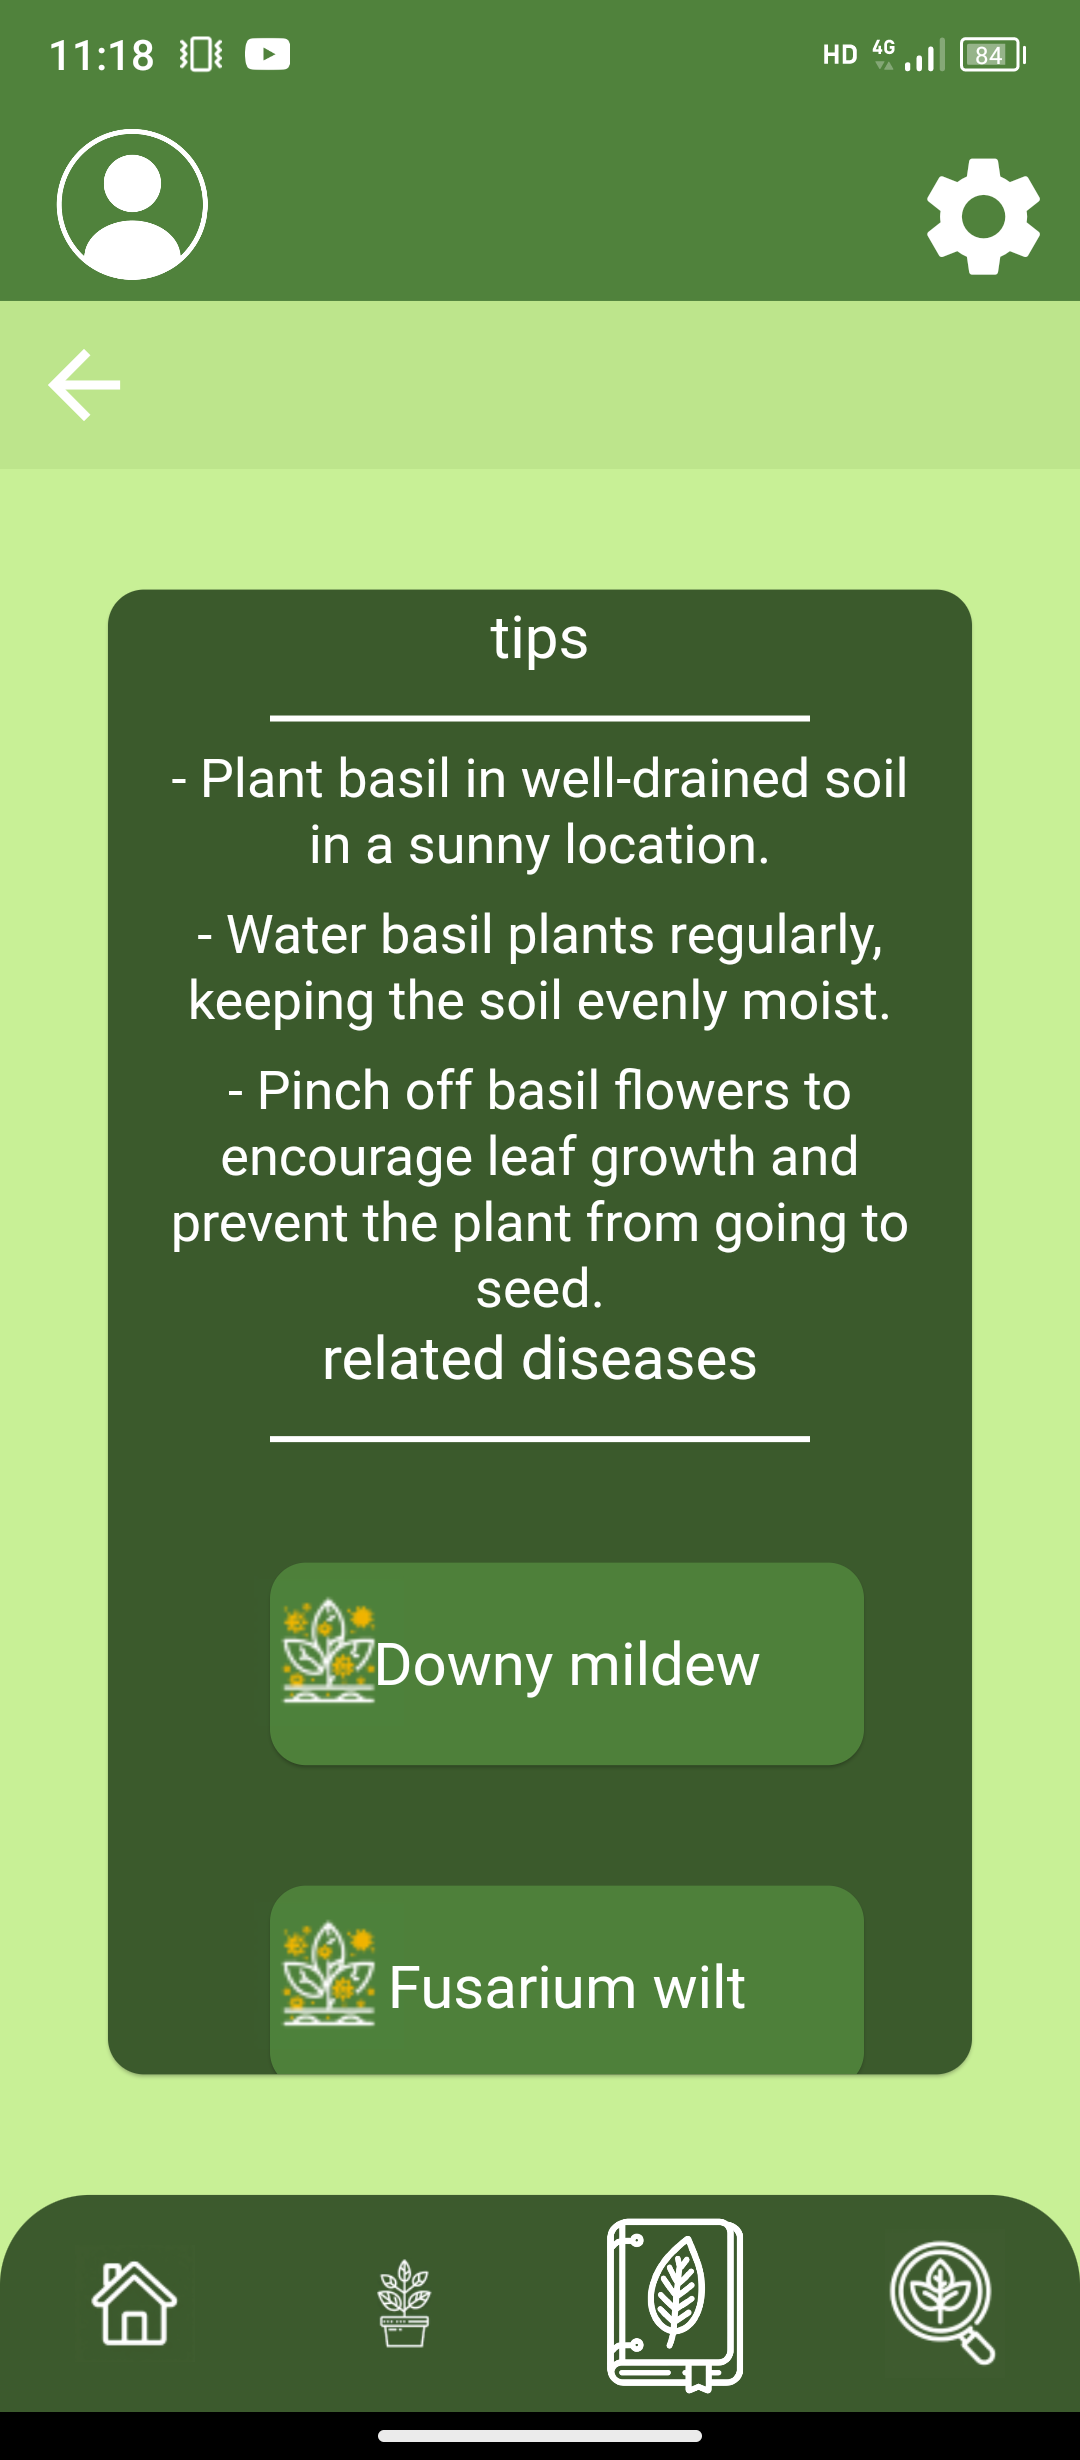 11:18
HD 4G 84
tips
- Plant basil in well-drained soil
in a sunny location.
- Water basil plants regularly,
keeping the soil evenly moist.
- Pinch off basil flowers to
encourage leaf growth and
prevent the plant from going to
seed.
related diseases
Downy mildew
Fusarium wilt